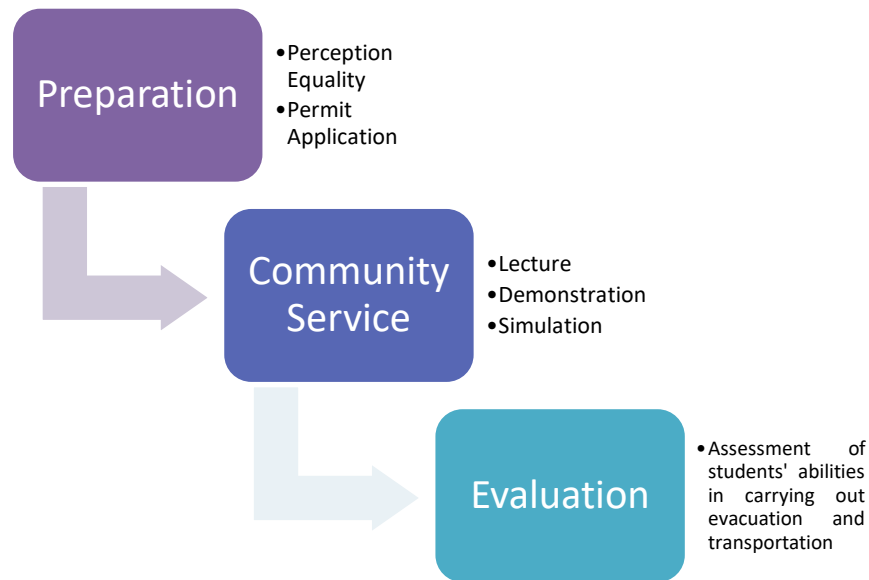 Preparation
•Perception
Equality
•Permit
Application
Community
Service
•Lecture
•Demonstration
•Simulation
Evaluation
•Assessment of
students' abilities
in carrying out
evacuation and
transportation